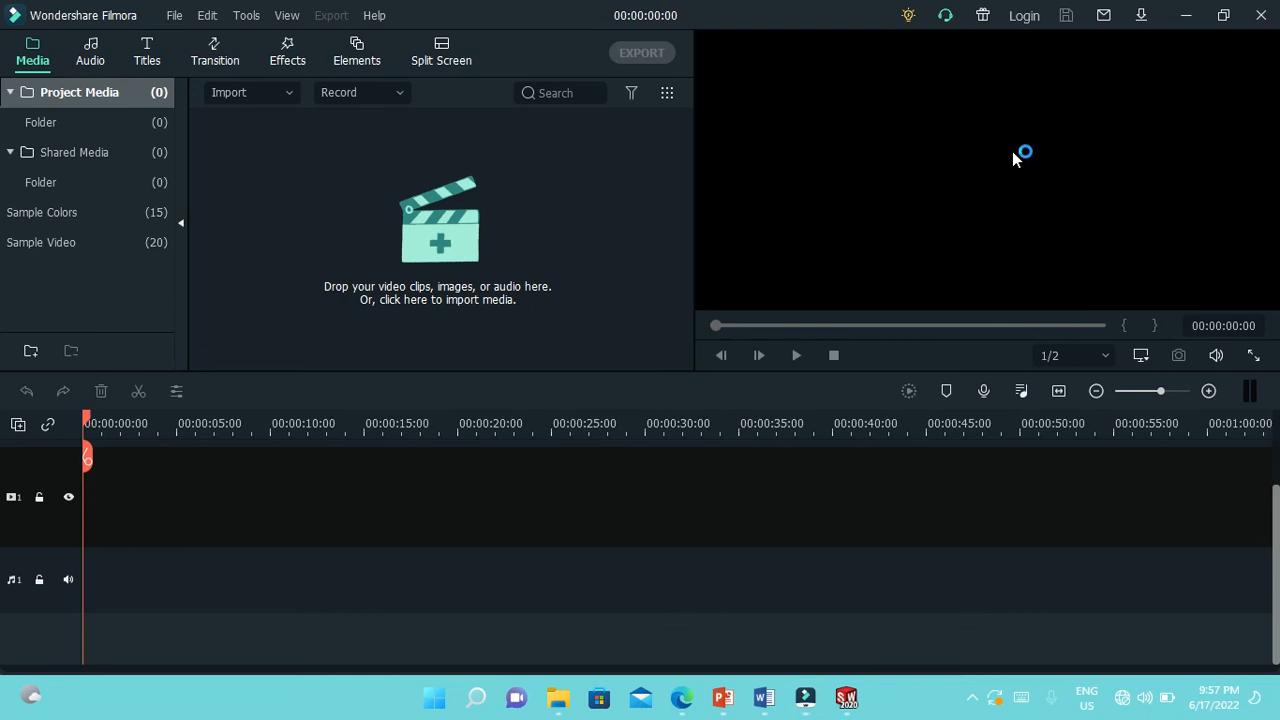 Wondershare Filmora File Edit Tools View Export Help 00:00:00:00 Login
Media Audio Titles Transition Effects Elements Split Screen EXPORT
Project Media (0) Import Record Search
Folder (0)
Shared Media (0)
Folder (0)
Sample Colors (15)
Sample Video (20)
Drop your video clips, images, or audio here.
Or, click here to import media.
{ } 00:00:00:00
1/2
00:00:00:00 00:00:05:00 00:00:10:00 00:00:15:00 00:00:20:00 00:00:25:00 00:00:30:00 00:00:35:00 00:00:40:00 00:00:45:00 00:00:50:00 00:00:55:00 00:01:00:00
1
1
P W SW 2020 ENG US 9:57 PM 6/17/2022